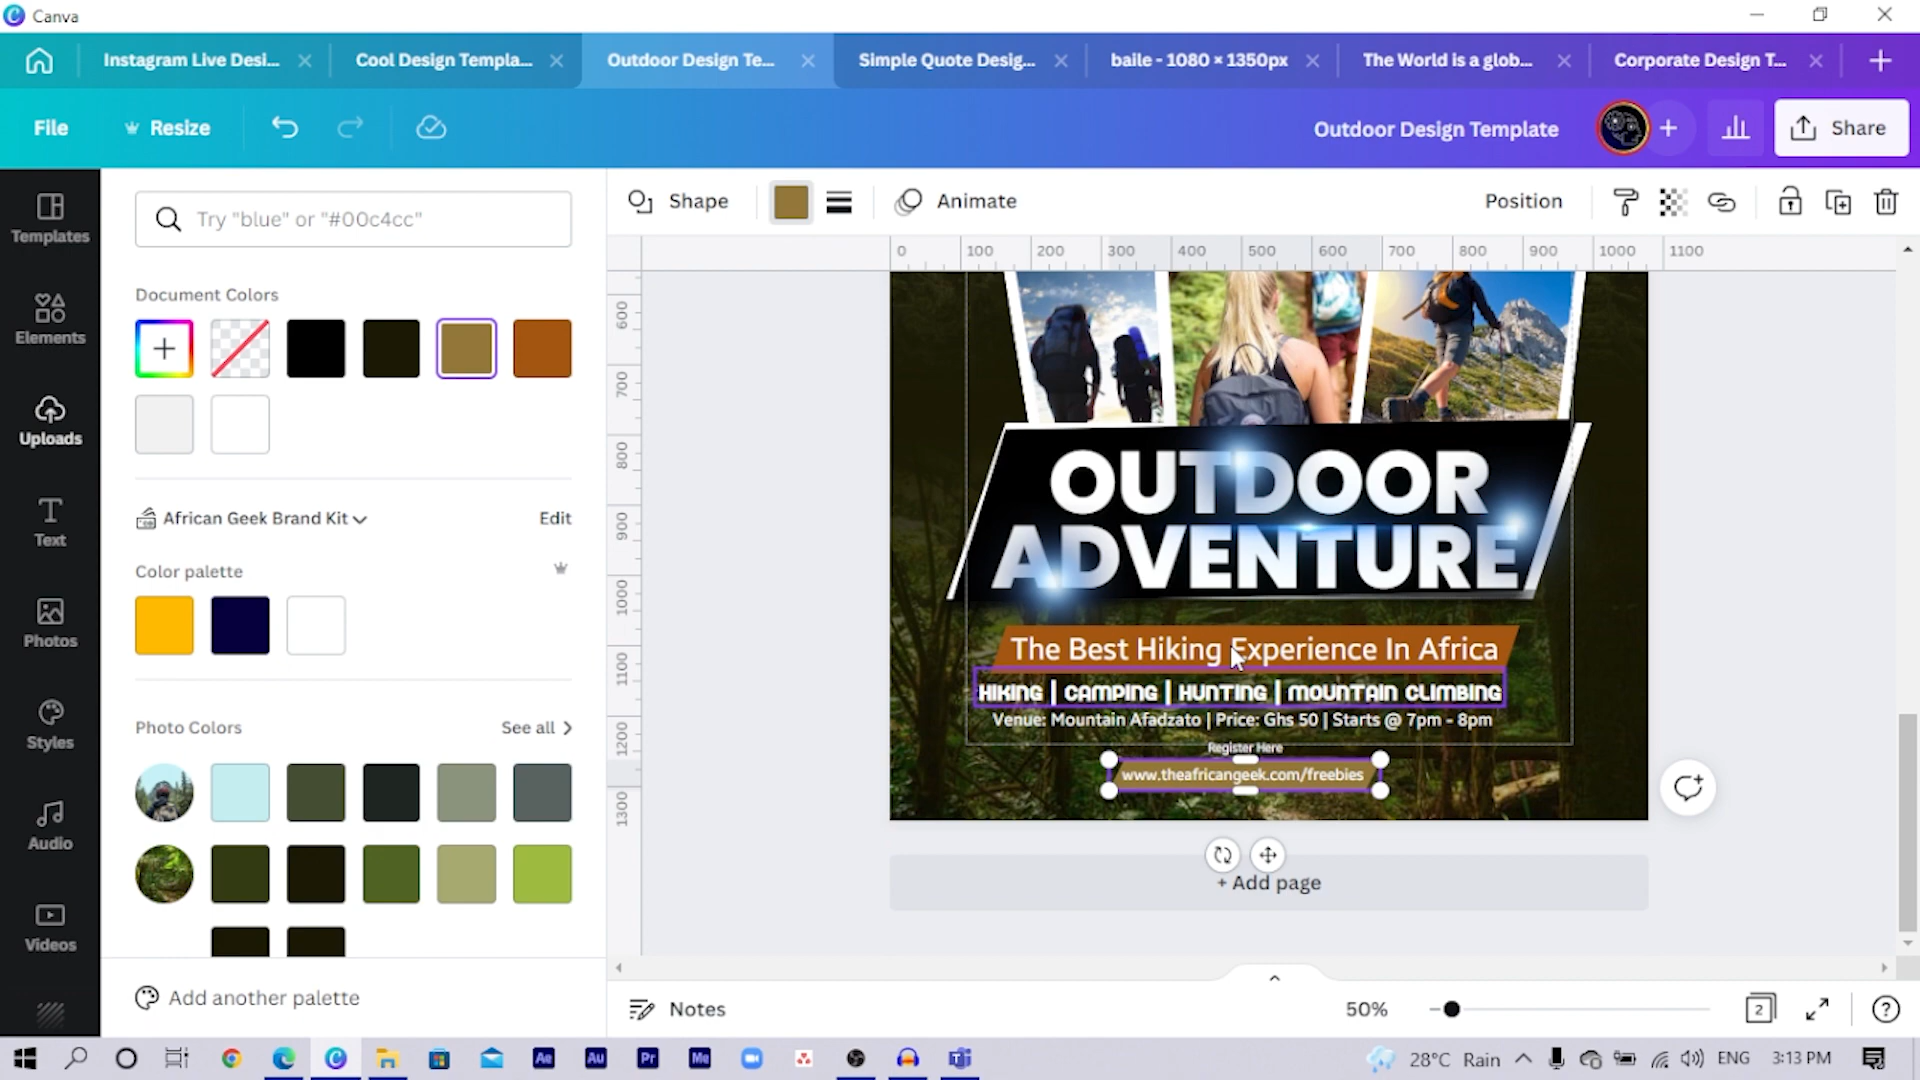 Canva
Instagram Live Desi...
Cool Design Templa...
Outdoor Design Te...
Simple Quote Desig...
baile - 1080 × 1350px
The World is a glob...
Corporate Design T...
File
Resize
Outdoor Design Template
Share
Templates
Elements
Uploads
Text
Photos
Styles
Audio
Videos
Try "blue" or "#00c4cc"
Document Colors
African Geek Brand Kit
Edit
Color palette
Photo Colors
See all
Add another palette
Shape
Animate
Position
0 100 200 300 400 500 600 700 800 900 1000 1100
600
700
800
900
1000
1100
1200
1300
OUTDOOR
ADVENTURE
The Best Hiking Experience In Africa
HIKING | CAMPING | HUNTING | MOUNTAIN CLIMBING
Venue: Mountain Afadzato | Price: Ghs 50 | Starts @ 7pm - 8pm
Register Here
www.theafricangeek.com/freebies
+ Add page
Notes
50%
2
?
Ae
Au
Pr
Me
28°C Rain
ENG
3:13 PM